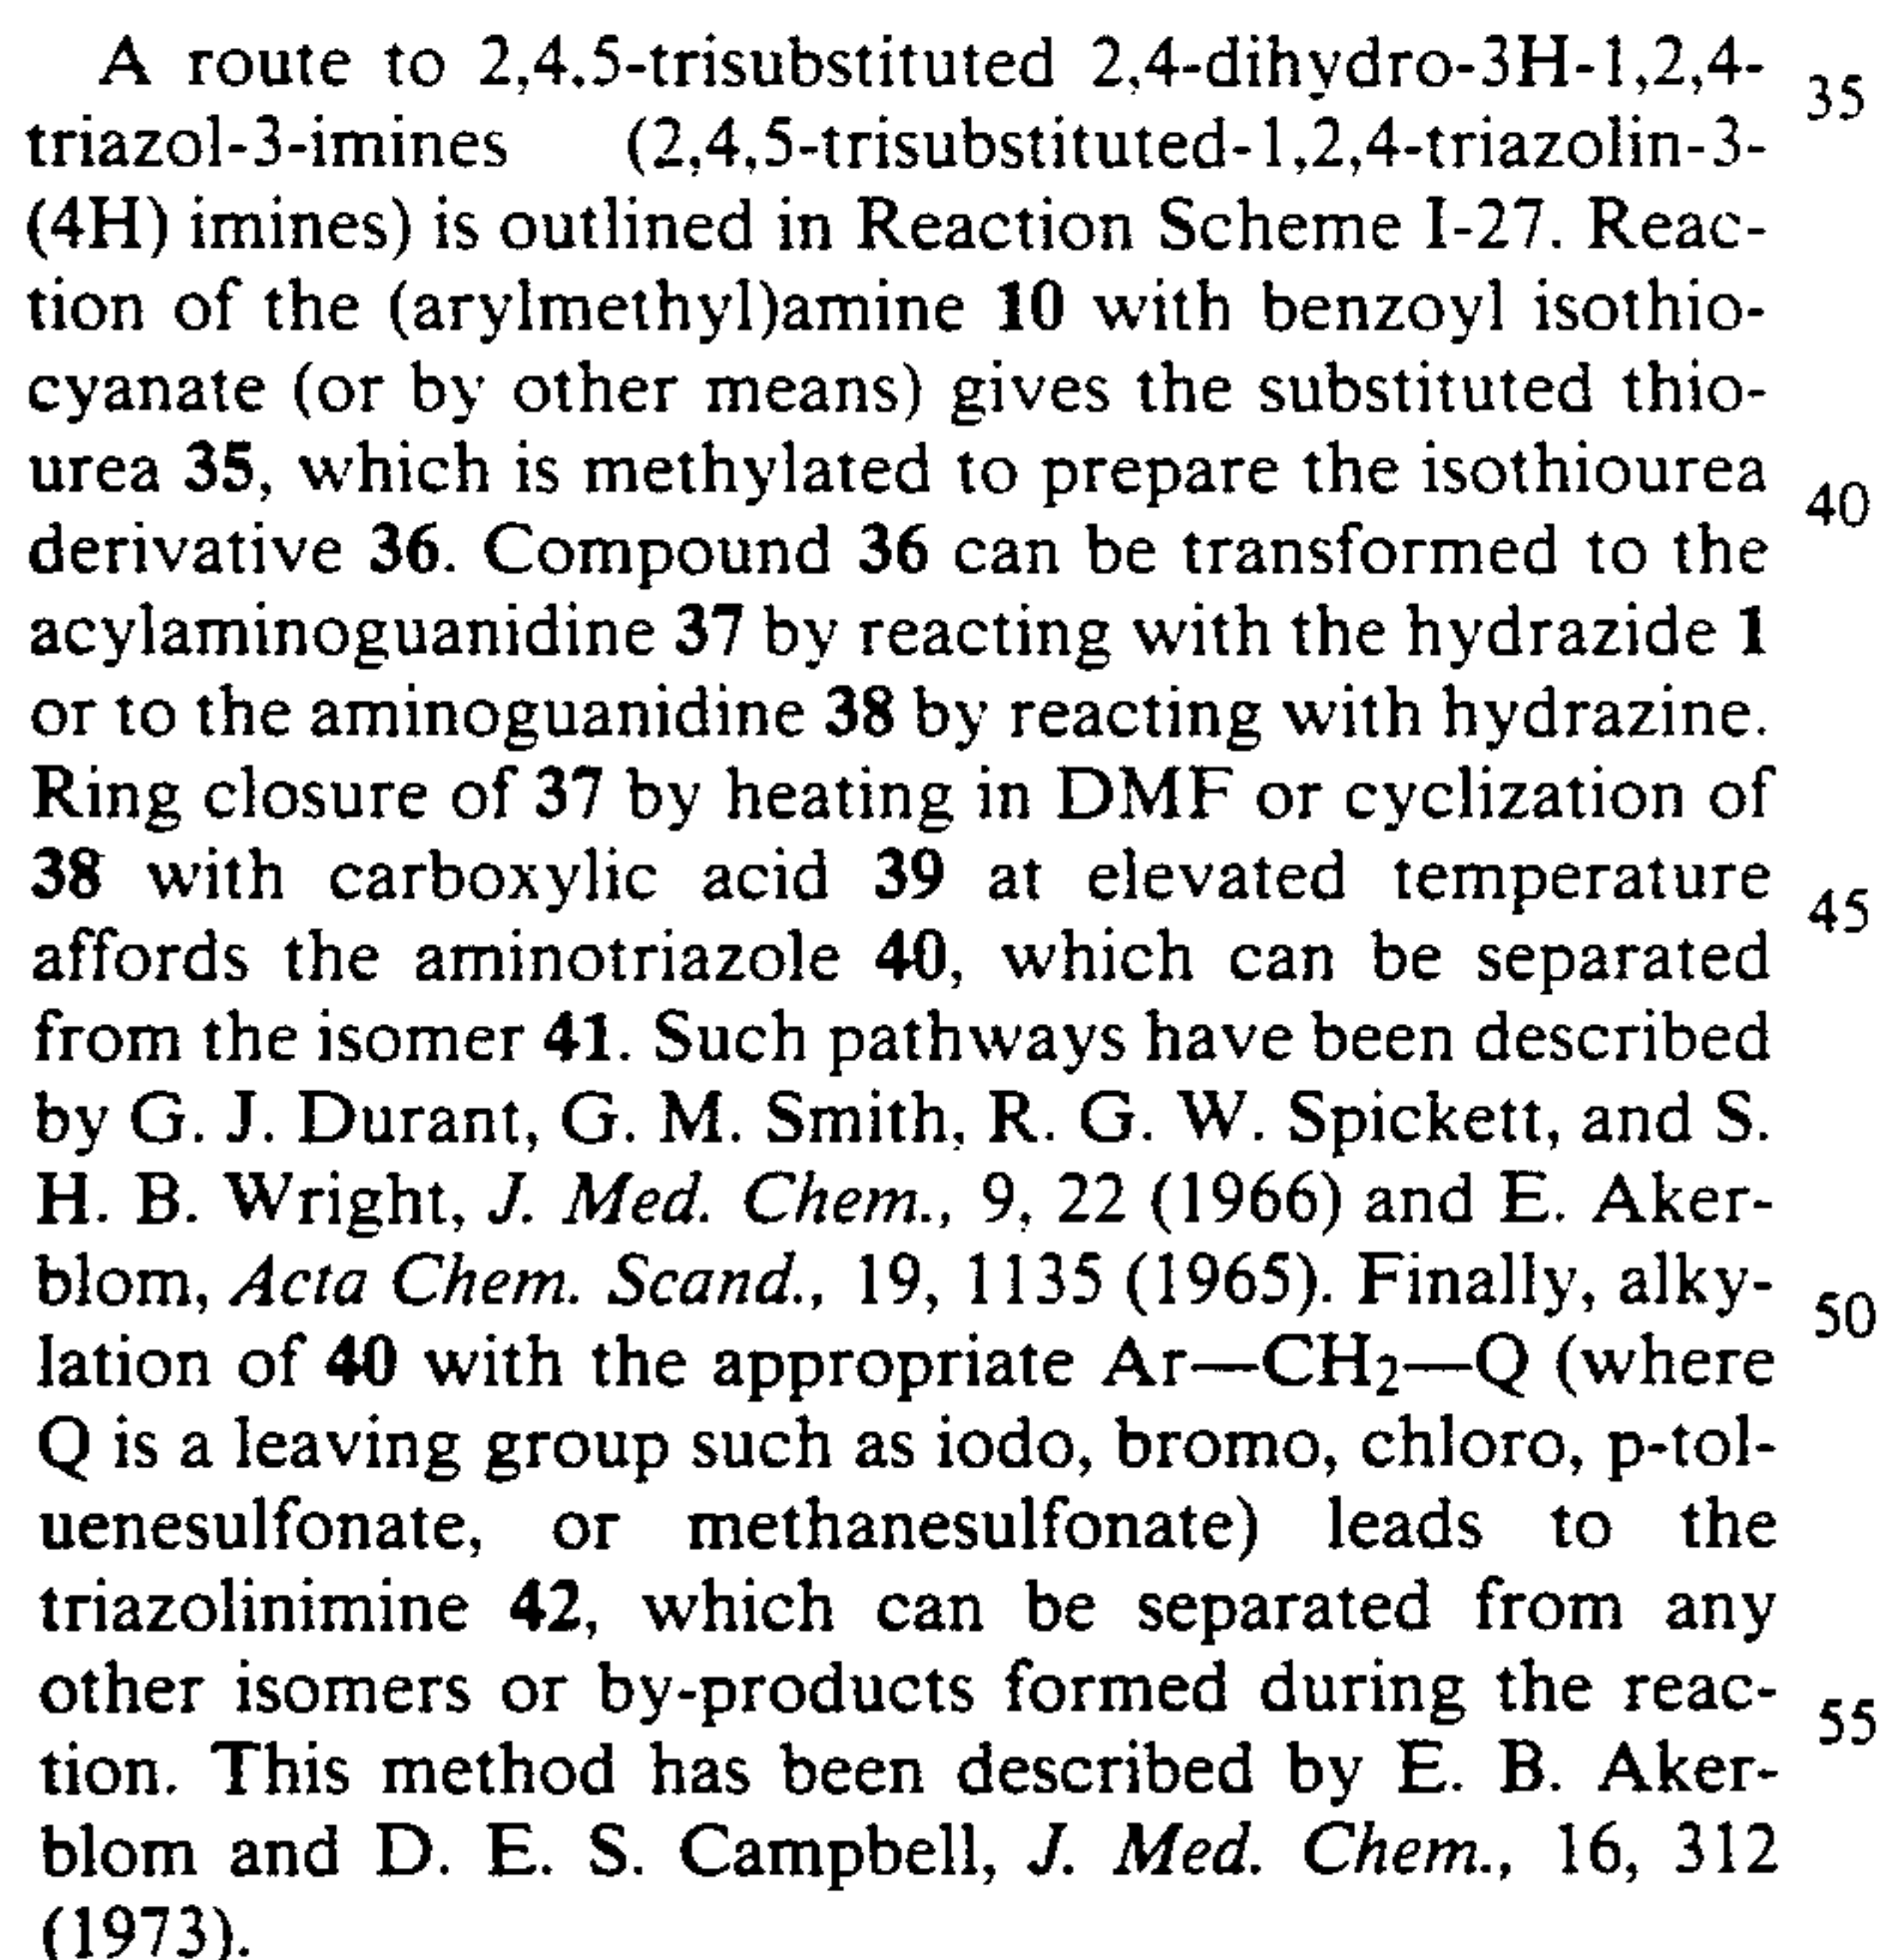 A route to 2,4,5-trisubstituted 2,4-dihydro-3H-1,2,4- 35
triazol-3-imines (2,4,5-trisubstituted-1,2,4-triazolin-3-
(4H) imines) is outlined in Reaction Scheme I-27. Reac-
tion of the (arylmethyl)amine 10 with benzoyl isothio-
cyanate (or by other means) gives the substituted thio-
urea 35, which is methylated to prepare the isothiourea 40
derivative 36. Compound 36 can be transformed to the
acylaminoguanidine 37 by reacting with the hydrazide 1
or to the aminoguanidine 38 by reacting with hydrazine.
Ring closure of 37 by heating in DMF or cyclization of
38 with carboxylic acid 39 at elevated temperature 45
affords the aminotriazole 40, which can be separated
from the isomer 41. Such pathways have been described
by G. J. Durant, G. M. Smith, R. G. W. Spickett, and S.
H. B. Wright, J. Med. Chem., 9, 22 (1966) and E. Aker-
blom, Acta Chem. Scand., 19, 1135 (1965). Finally, alky- 50
lation of 40 with the appropriate Ar—CH2—Q (where
Q is a leaving group such as iodo, bromo, chloro, p-tol-
uenesulfonate, or methanesulfonate) leads to the
triazolinimine 42, which can be separated from any
other isomers or by-products formed during the reac- 55
tion. This method has been described by E. B. Aker-
blom and D. E. S. Campbell, J. Med. Chem., 16, 312
(1973).